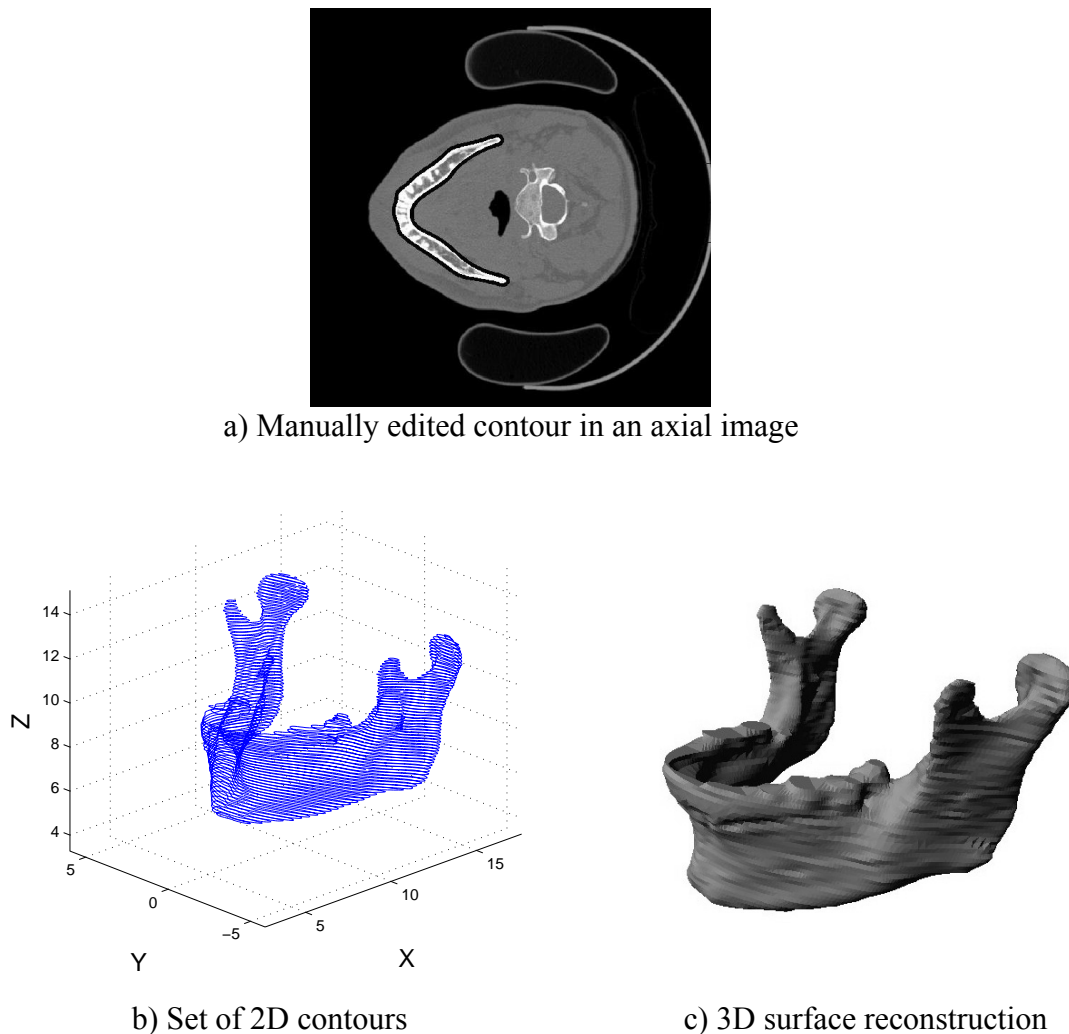 a) Manually edited contour in an axial image
14
12
10
8
6
4
Z
5
0
−5
Y
5
10
15
X
b) Set of 2D contours
c) 3D surface reconstruction